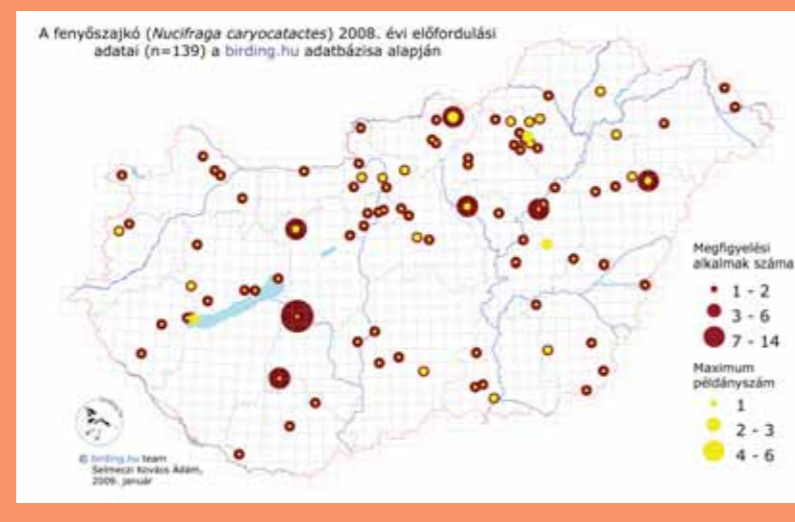 A fenyőszajkó (Nucifraga caryocatactes) 2008. évi előfordulási
adatai (n=139) a birding.hu adatbázisa alapján
Megfigyelési
alkalmak száma
1 - 2
3 - 6
7 - 14
Maximum
példányszám
1
2 - 3
4 - 6
© birding.hu team
Selmeczi Kovács Ádám,
2009. január